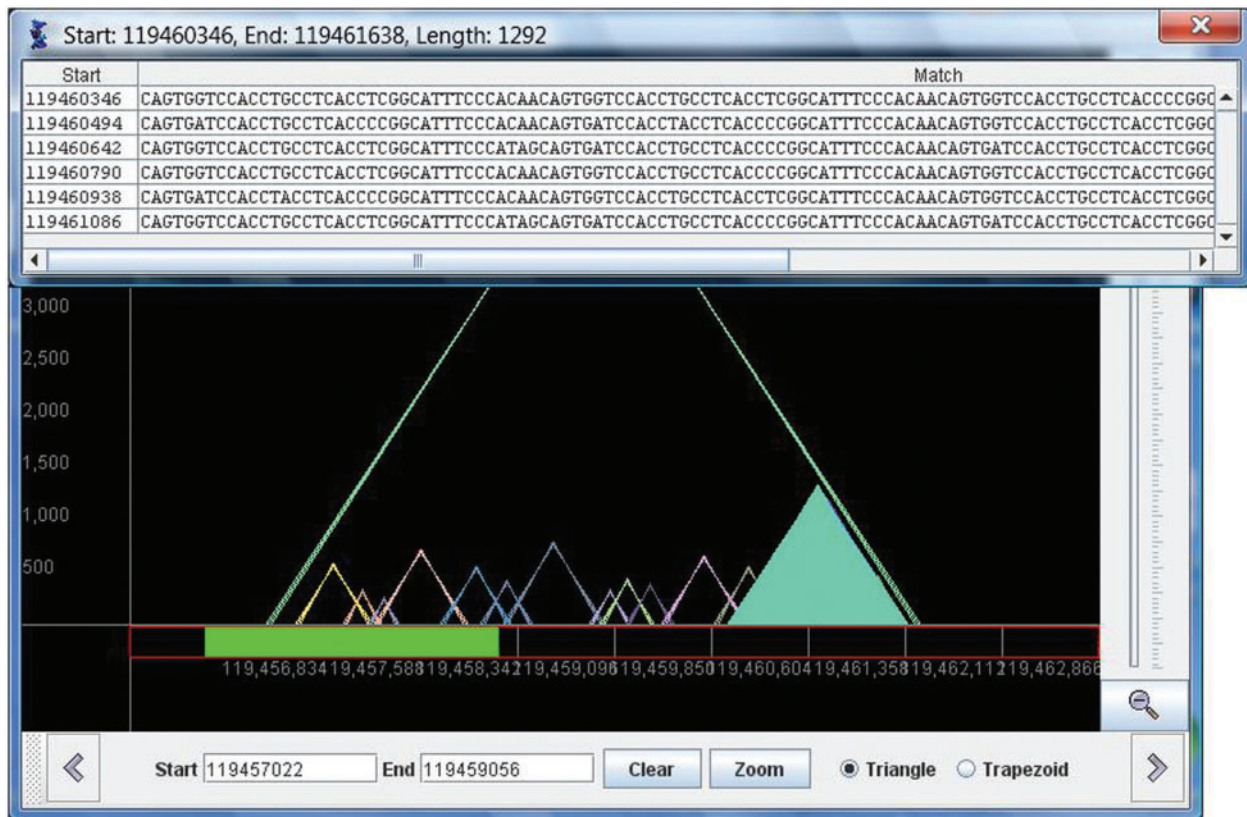 Start: 119460346, End: 119461638, Length: 1292
Start Match
119460346 CAGTGGTCCACCTGCCTCACCTCGGCATTTCCCACAACAGTGGTCCACCTGCCTCACCTCGGCATTTCCCACAACAGTGGTCCACCTGCCTCACCCCGGC
119460494 CAGTGATCCACCTGCCTCACCCCGGCATTTCCCACAACAGTGATCCACCTACCTCACCCCGGCATTTCCCACAACAGTGGTCCACCTGCCTCACCTCGGC
119460642 CAGTGGTCCACCTGCCTCACCTCGGCATTTCCCATAGCAGTGATCCACCTGCCTCACCCCGGCATTTCCCACAACAGTGATCCACCTGCCTCACCTCGGC
119460790 CAGTGGTCCACCTGCCTCACCTCGGCATTTCCCACAACAGTGGTCCACCTGCCTCACCCCGGCATTTCCCACAACAGTGGTCCACCTGCCTCACCTCGGC
119460938 CAGTGATCCACCTACCTCACCCCGGCATTTCCCACAACAGTGGTCCACCTGCCTCACCTCGGCATTTCCCACAACAGTGGTCCACCTGCCTCACCTCGGC
119461086 CAGTGGTCCACCTGCCTCACCTCGGCATTTCCCATAGCAGTGATCCACCTGCCTCACCCCGGCATTTCCCACAACAGTGATCCACCTGCCTCACCTCGGC
3,000
2,500
2,000
1,500
1,000
500
119,456,834 119,457,588 119,458,342 119,459,096 119,459,850 119,460,604 119,461,358 119,462,112 119,462,866
Start 119457022 End 119459056 Clear Zoom Triangle Trapezoid